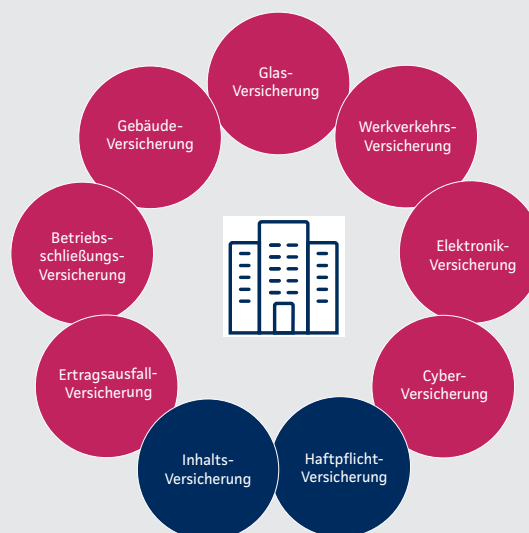 Glas-
Versicherung
Werkverkehrs-
Versicherung
Elektronik-
Versicherung
Cyber-
Versicherung
Haftpflicht-
Versicherung
Inhalts-
Versicherung
Ertragsausfall-
Versicherung
Betriebs-
schließungs-
Versicherung
Gebäude-
Versicherung